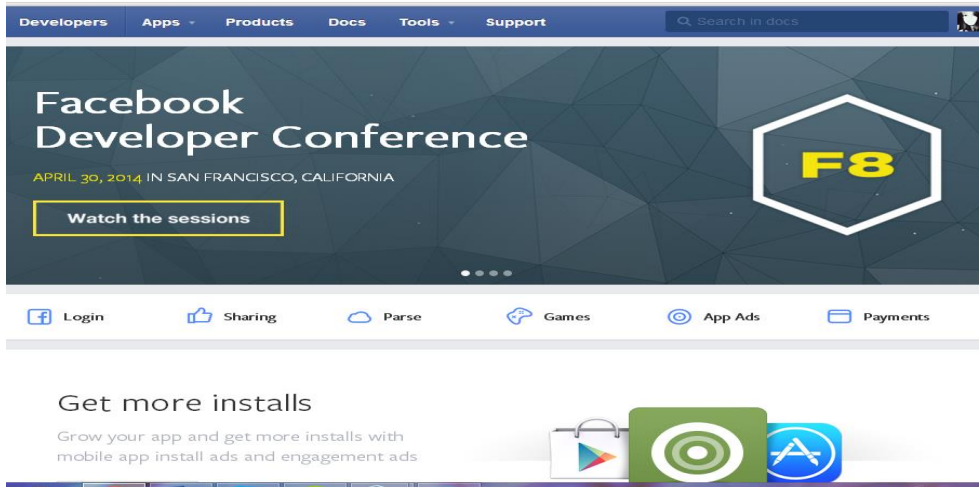 Developers Apps Products Docs Tools Support Search in docs
Facebook
Developer Conference
APRIL 30, 2014 IN SAN FRANCISCO, CALIFORNIA
Watch the sessions
F8
Login Sharing Parse Games App Ads Payments
Get more installs
Grow your app and get more installs with
mobile app install ads and engagement ads